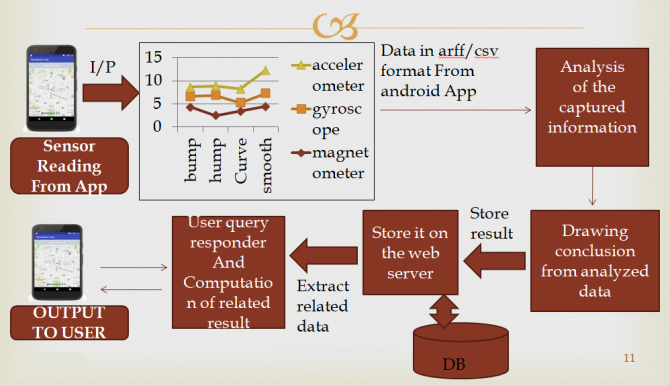 I/P
Sensor
Reading
From App
15
10
5
0
bump
hump
Curve
smooth
acceler
ometer
gyrosc
ope
magnet
ometer
Data in arff/csv
format From
android App
Analysis
of the
captured
information
Drawing
conclusion
from analyzed
data
Store
result
Store it on
the web
server
DB
Extract
related
data
User query
responder
And
Computatio
n of related
result
OUTPUT
TO USER
11